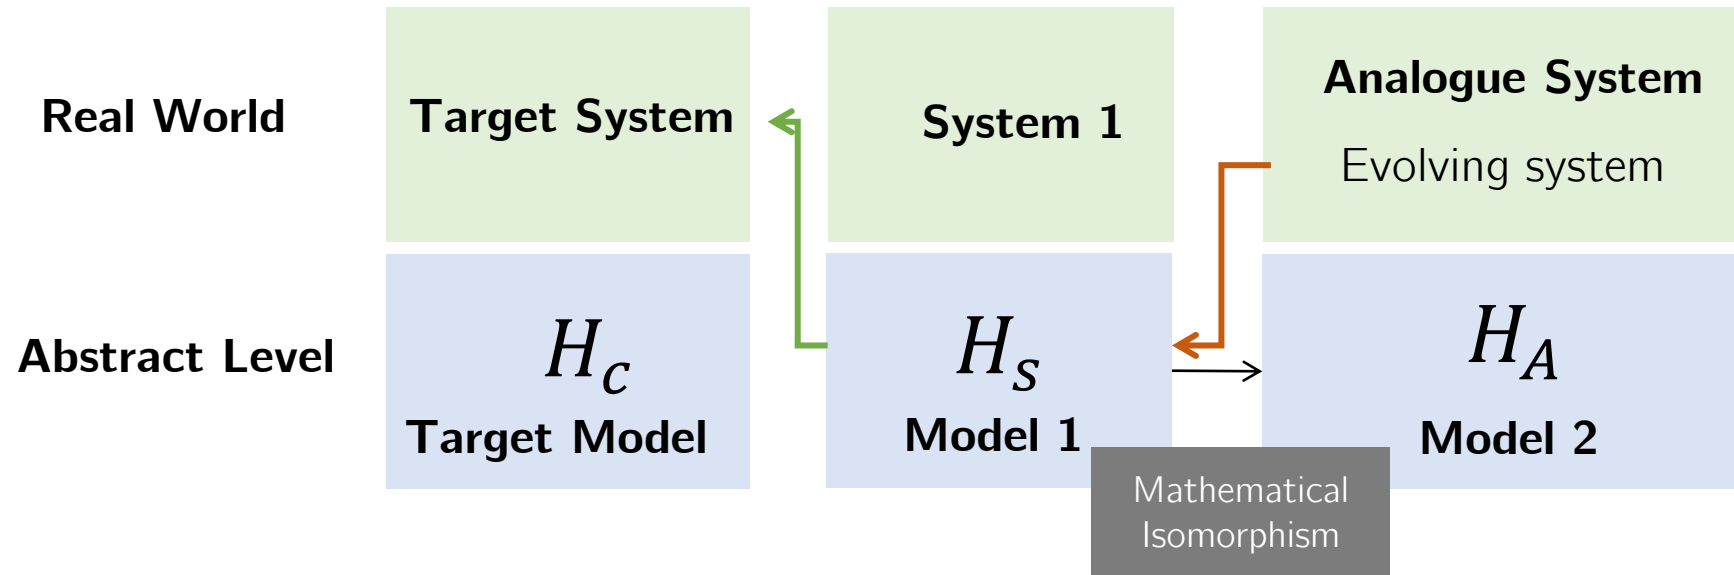 Real World
Target System
System 1
Analogue System
Evolving system
Abstract Level
H_c
Target Model
H_s
Model 1
H_A
Model 2
Mathematical
Isomorphism